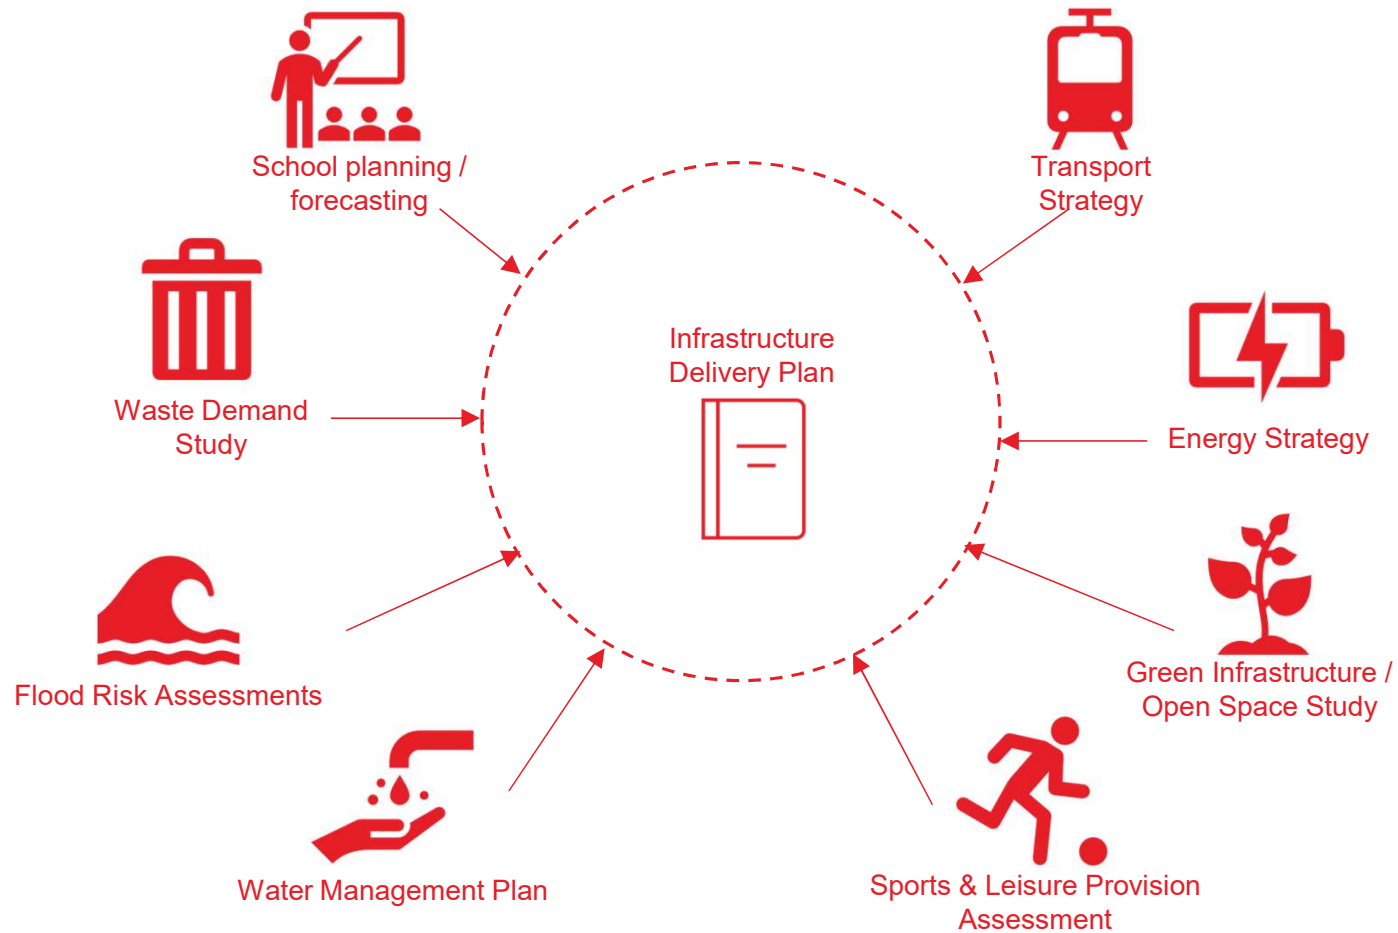 School planning /
forecasting
Transport
Strategy
Infrastructure
Delivery Plan
Waste Demand
Study
Energy Strategy
Flood Risk Assessments
Green Infrastructure /
Open Space Study
Water Management Plan
Sports & Leisure Provision
Assessment